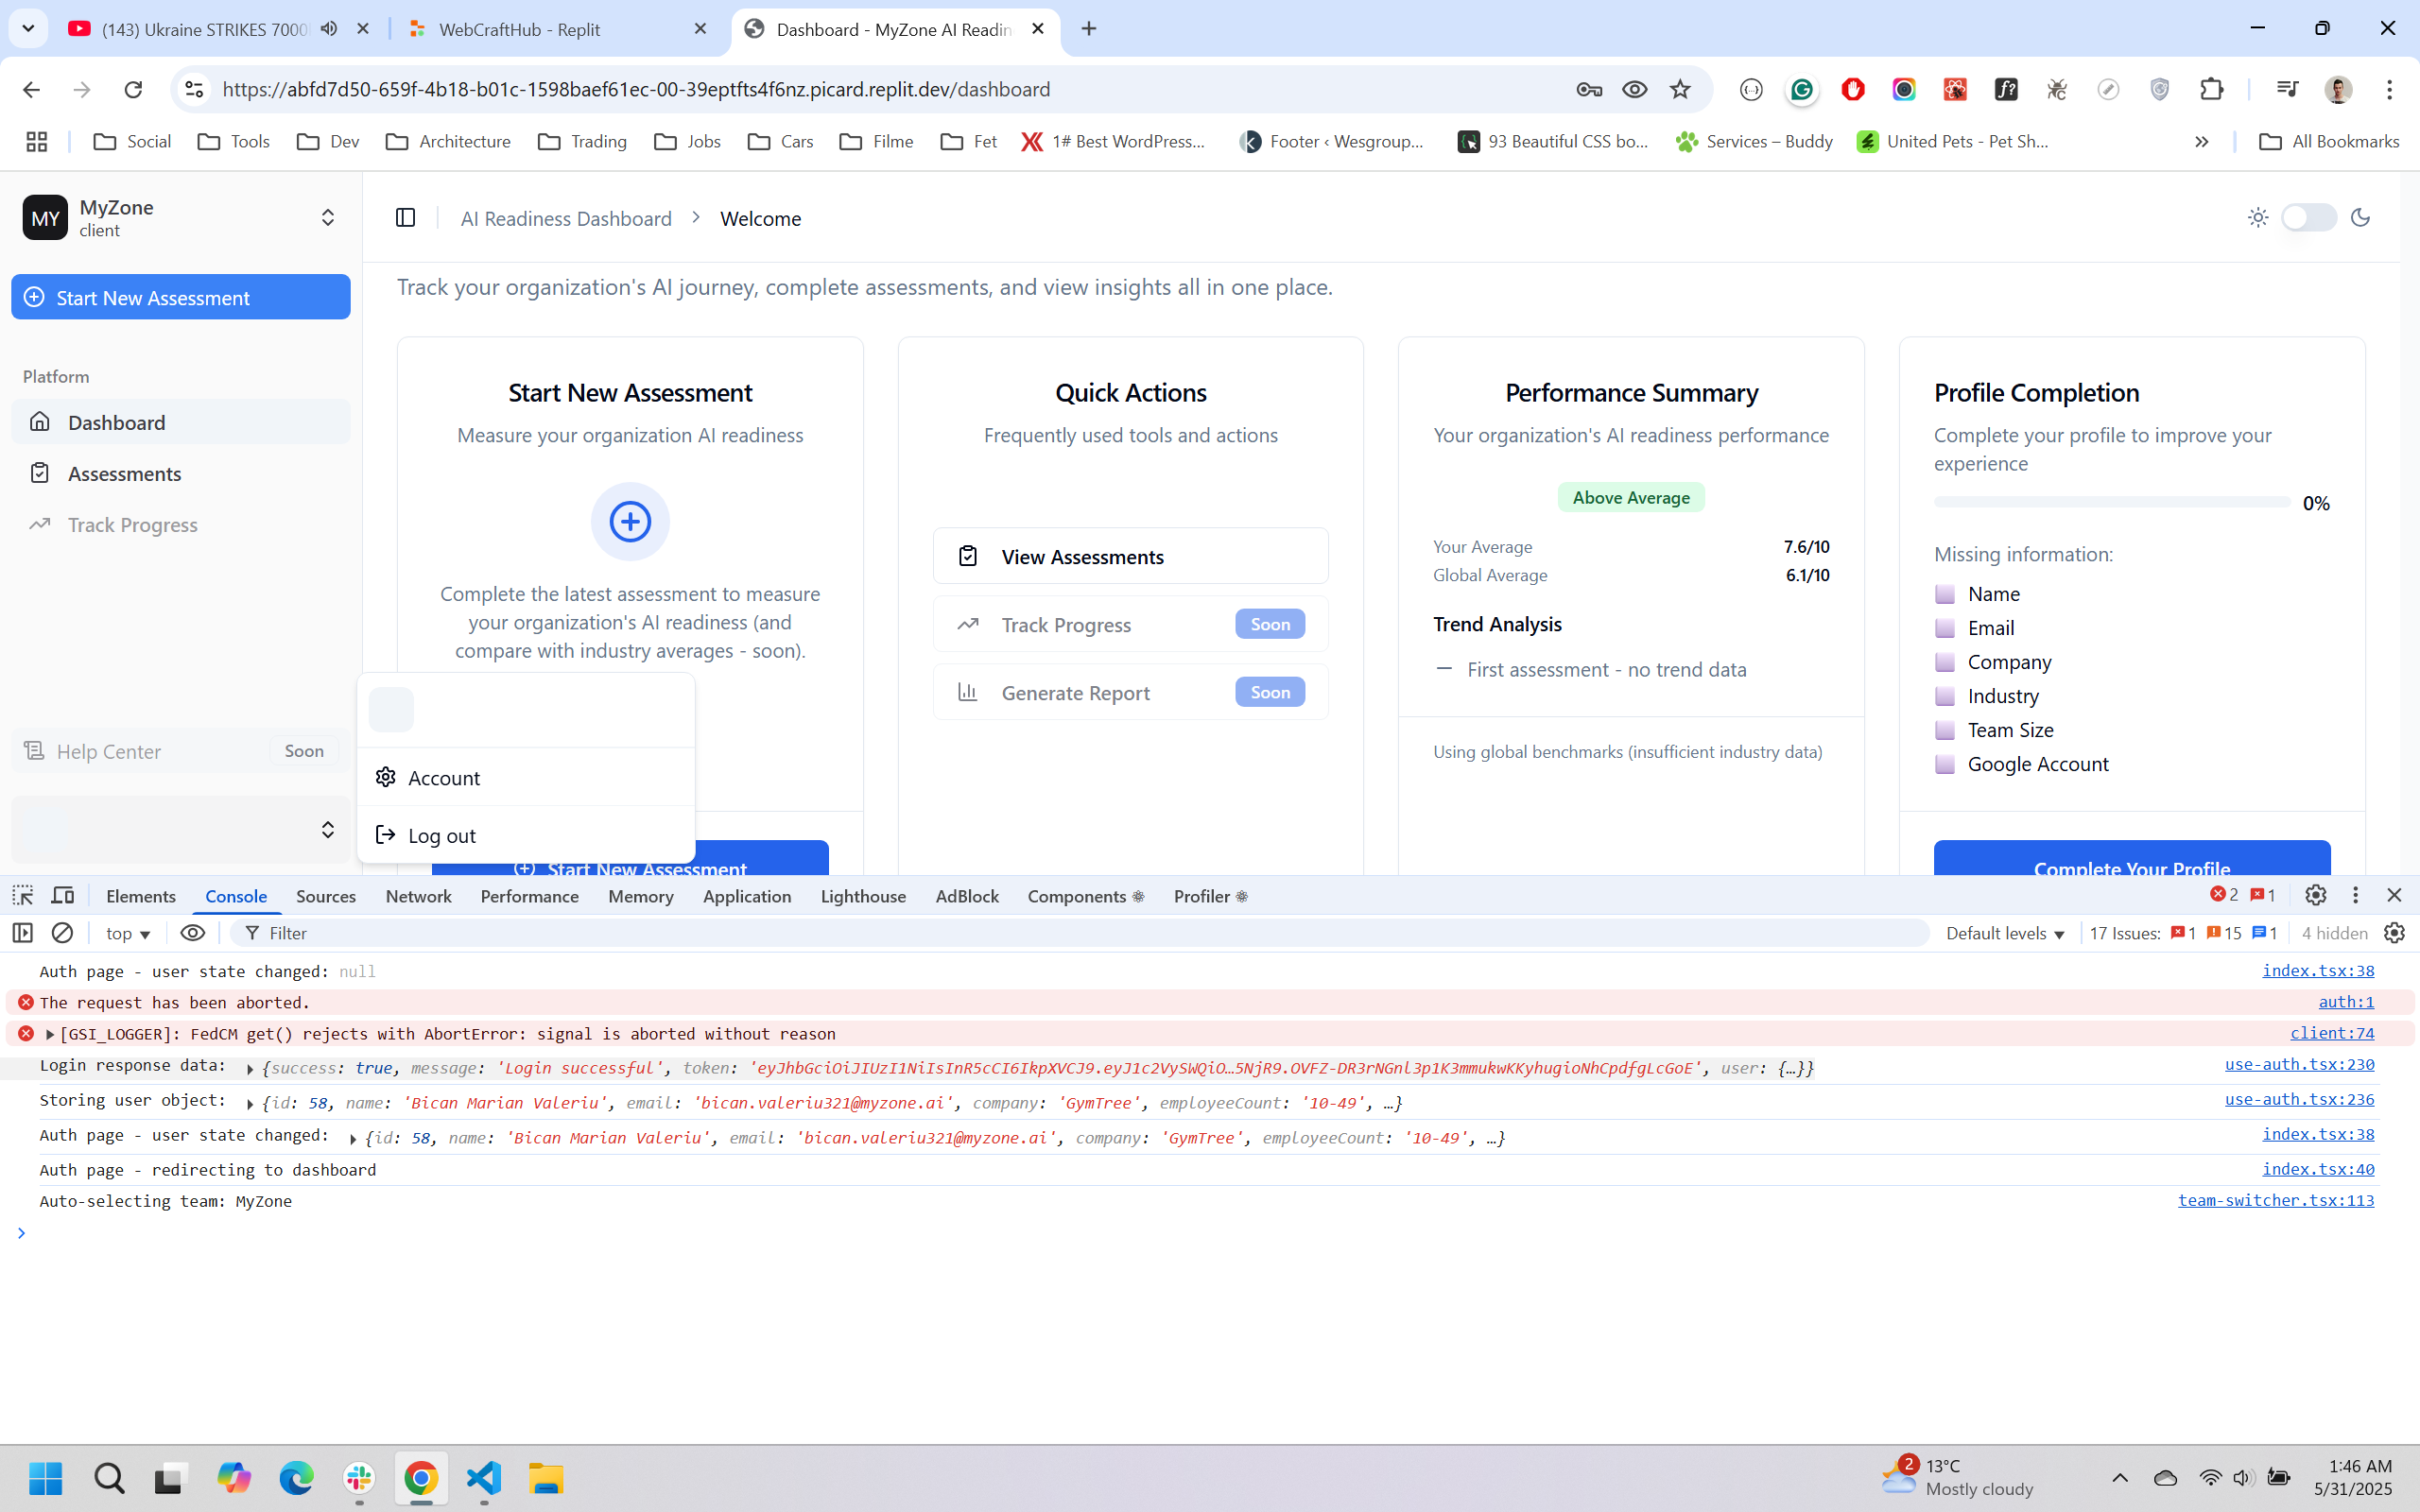 (143) Ukraine STRIKES 7000
WebCraftHub - Replit
Dashboard - MyZone AI Readin
https://abfd7d50-659f-4b18-b01c-1598baef61ec-00-39eptfts4f6nz.picard.replit.dev/dashboard
Social
Tools
Dev
Architecture
Trading
Jobs
Cars
Filme
Fet
1# Best WordPress...
Footer ‹ Wesgroup...
93 Beautiful CSS bo...
Services – Buddy
United Pets - Pet Sh...
All Bookmarks
MY
MyZone
client
AI Readiness Dashboard > Welcome
Start New Assessment
Platform
Dashboard
Assessments
Track Progress
Help Center
Soon
Account
Log out
Track your organization's AI journey, complete assessments, and view insights all in one place.
Start New Assessment
Measure your organization AI readiness
Complete the latest assessment to measure
your organization's AI readiness (and
compare with industry averages - soon).
Start New Assessment
Quick Actions
Frequently used tools and actions
View Assessments
Track Progress
Soon
Generate Report
Soon
Performance Summary
Your organization's AI readiness performance
Above Average
Your Average 7.6/10
Global Average 6.1/10
Trend Analysis
First assessment - no trend data
Using global benchmarks (insufficient industry data)
Profile Completion
Complete your profile to improve your
experience
0%
Missing information:
Name
Email
Company
Industry
Team Size
Google Account
Complete Your Profile
Elements
Console
Sources
Network
Performance
Memory
Application
Lighthouse
AdBlock
Components
Profiler
2
1
top
Filter
Default levels
17 Issues: 1 15 1
4 hidden
Auth page - user state changed: null index.tsx:38
The request has been aborted. auth:1
[GSI_LOGGER]: FedCM get() rejects with AbortError: signal is aborted without reason client:74
Login response data: {success: true, message: 'Login successful', token: 'eyJhbGciOiJIUzI1NiIsInR5cCI6IkpXVCJ9.eyJ1c2VySWQiO…5NjR9.OVFZ-DR3rNGnl3p1K3mmukwKKyhugioNhCpdfgLcGoE', user: {…}} use-auth.tsx:230
Storing user object: {id: 58, name: 'Bican Marian Valeriu', email: 'bican.valeriu321@myzone.ai', company: 'GymTree', employeeCount: '10-49', …} use-auth.tsx:236
Auth page - user state changed: {id: 58, name: 'Bican Marian Valeriu', email: 'bican.valeriu321@myzone.ai', company: 'GymTree', employeeCount: '10-49', …} index.tsx:38
Auth page - redirecting to dashboard index.tsx:40
Auto-selecting team: MyZone team-switcher.tsx:113
2
13°C
Mostly cloudy
1:46 AM
5/31/2025